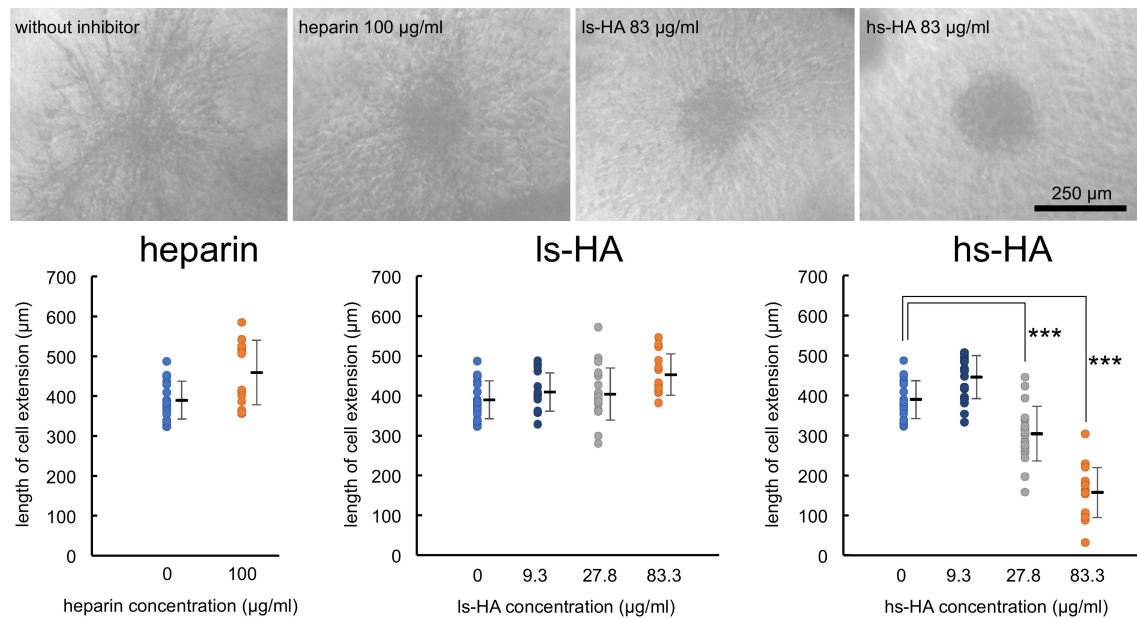 without inhibitor
heparin 100 µg/ml
ls-HA 83 µg/ml
hs-HA 83 µg/ml
250 µm
heparin
length of cell extension (µm)
700
600
500
400
300
200
100
0
0 100
heparin concentration (µg/ml)
ls-HA
length of cell extension (µm)
700
600
500
400
300
200
100
0
0 9.3 27.8 83.3
ls-HA concentration (µg/ml)
hs-HA
length of cell extension (µm)
700
600
500
400
300
200
100
0
***
***
0 9.3 27.8 83.3
hs-HA concentration (µg/ml)